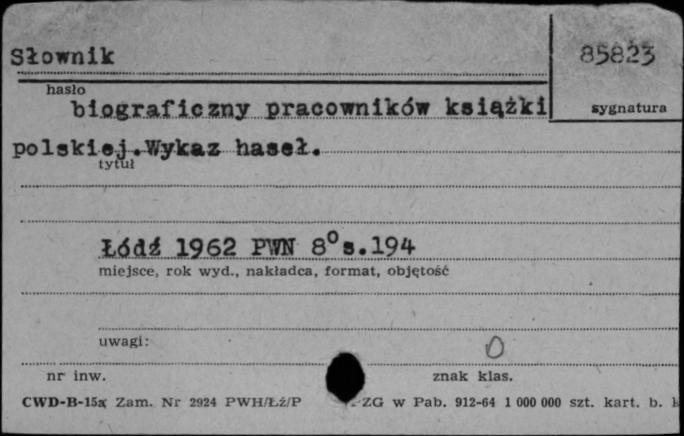 Słownik
85823
hasło
biograficzny pracowników książki
sygnatura
polskiej.Wykaz haseł.
tytuł
Łódź 1962 PWN 8⁰s.194
miejsce, rok wyd., nakładca, format, objętość
uwagi:
0
nr inw.
znak klas.
CWD-B-15a Zam. Nr 2924 PWH/Łź/P ZG w Pab. 912-64 1 000 000 szt. kart. b.